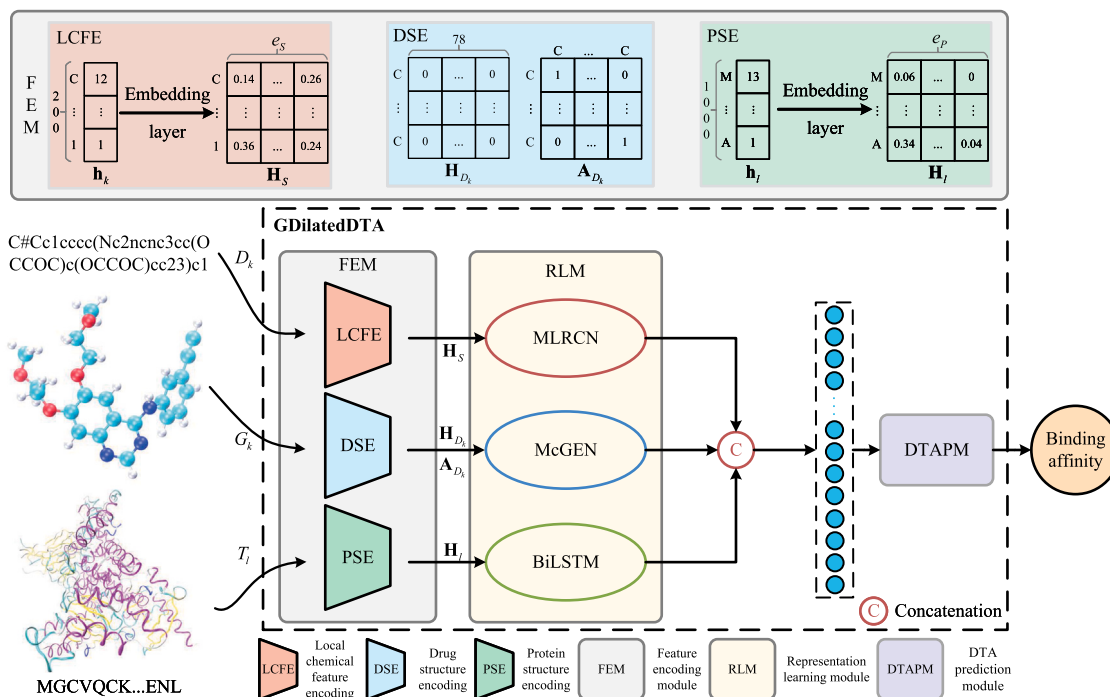 LCFE
F
E
M
2
0
0
C
⋮
1
12
⋮
1
h_k
Embedding
layer
e_S
C
⋮
1
0.14 ... 0.26
⋮ ⋮ ⋮
0.36 ... 0.24
H_S
DSE
78
C
⋮
C
0 ... 0
⋮ ⋮ ⋮
0 ... 0
H_{D_k}
C ... C
C
⋮
C
1 ... 0
⋮ ⋮ ⋮
0 ... 1
A_{D_k}
PSE
1
0
0
0
M
⋮
A
13
⋮
1
h_l
Embedding
layer
e_P
M
⋮
A
0.06 ... 0
⋮ ⋮ ⋮
0.34 ... 0.04
H_l
GDilatedDTA
C#Cc1cccc(Nc2ncnc3cc(O
CCOC)c(OCCOC)cc23)c1
D_k
G_k
T_l
MGCVQCK...ENL
FEM
LCFE
DSE
PSE
H_S
H_{D_k}
A_{D_k}
H_l
RLM
MLRCN
McGEN
BiLSTM
C
DTAPM
Binding
affinity
C Concatenation
LCFE
Local
chemical
feature
encoding
DSE
Drug
structure
encoding
PSE
Protein
structure
encoding
FEM
Feature
encoding
module
RLM
Representation
learning module
DTAPM
DTA
prediction
module